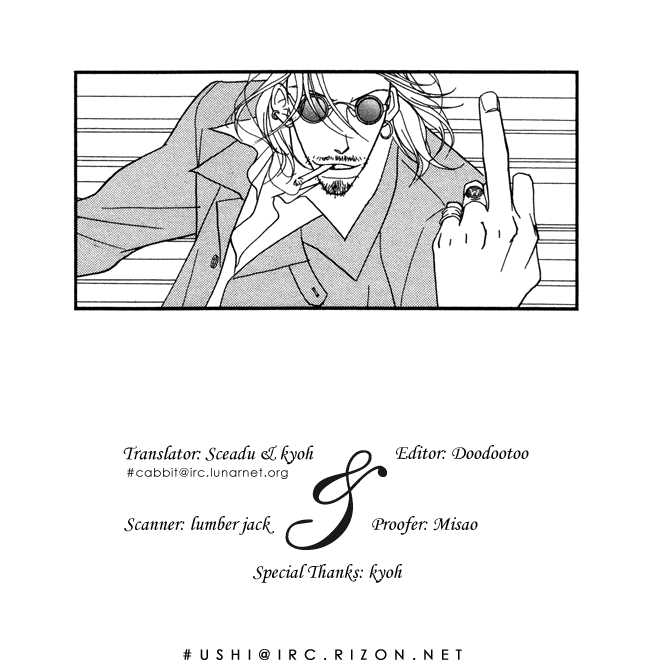 Translator: Sceadu & kyoh
#cabbit@irc.lunarnet.org
Editor: Doodootoo
&
Scanner: lumber jack
Proofer: Misao
Special Thanks: kyoh
#USHI@IRC.RIZON.NET